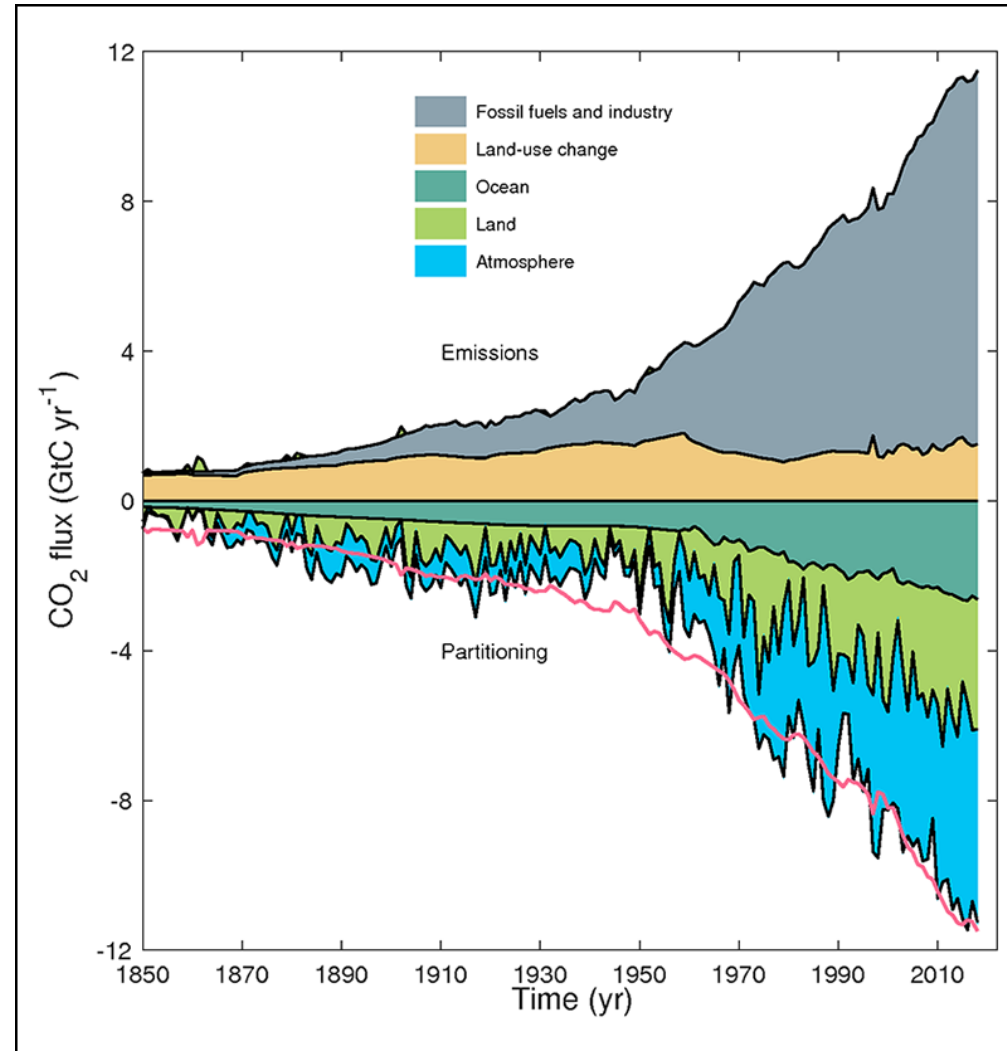 12
Fossil fuels and industry
Land-use change
Ocean
Land
Atmosphere
8
4
Emissions
0
CO2 flux (GtC yr-1)
Partitioning
-4
-8
-12
1850 1870 1890 1910 1930 1950 1970 1990 2010
Time (yr)